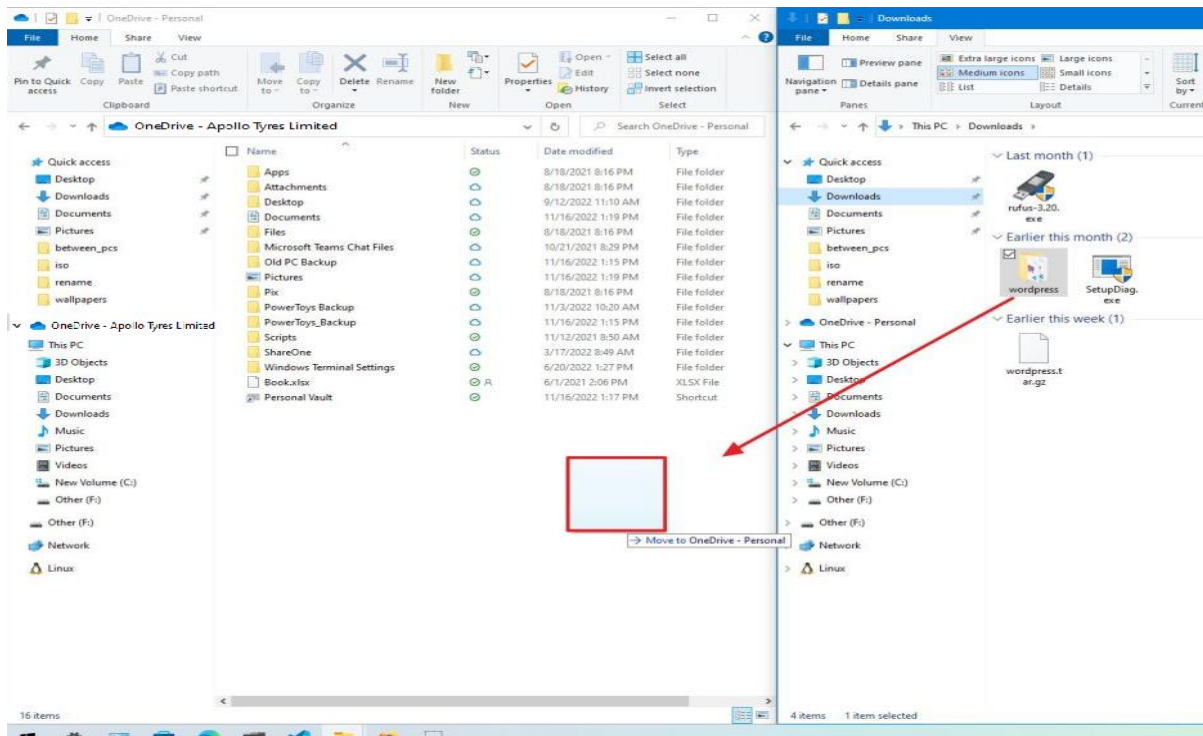 OneDrive - Personal
File Home Share View
Pin to Quick access
Copy
Paste
Cut
Copy path
Paste shortcut
Clipboard
Move to
Copy to
Delete
Rename
Organize
New folder
New
Properties
Open
Edit
History
Open
Select all
Select none
Invert selection
Select
OneDrive - Apollo Tyres Limited
Search OneDrive - Personal
Quick access
Desktop
Downloads
Documents
Pictures
between_pcs
iso
rename
wallpapers
OneDrive - Apollo Tyres Limited
This PC
3D Objects
Desktop
Documents
Downloads
Music
Pictures
Videos
New Volume (C:)
Other (F:)
Other (F:)
Network
Linux
Name Status Date modified Type
Apps 8/18/2021 8:16 PM File folder
Attachments 8/18/2021 8:16 PM File folder
Desktop 9/12/2022 11:10 AM File folder
Documents 11/16/2022 1:19 PM File folder
Files 8/18/2021 8:16 PM File folder
Microsoft Teams Chat Files 10/21/2021 8:29 PM File folder
Old PC Backup 11/16/2022 1:15 PM File folder
Pictures 11/16/2022 1:19 PM File folder
Pix 8/18/2021 8:16 PM File folder
PowerToys Backup 11/3/2022 10:20 AM File folder
PowerToys_Backup 11/16/2022 1:15 PM File folder
Scripts 11/12/2021 8:50 AM File folder
ShareOne 3/17/2022 8:49 AM File folder
Windows Terminal Settings 6/20/2022 1:27 PM File folder
Book.xlsx 6/1/2021 2:06 PM XLSX File
Personal Vault 11/16/2022 1:17 PM Shortcut
Move to OneDrive - Personal
16 items
Downloads
File Home Share View
Navigation pane
Preview pane
Details pane
Panes
Extra large icons Large icons
Medium icons Small icons
List Details
Layout
Sort by
Current
This PC > Downloads >
Quick access
Desktop
Downloads
Documents
Pictures
between_pcs
iso
rename
wallpapers
OneDrive - Personal
This PC
3D Objects
Desktop
Documents
Downloads
Music
Pictures
Videos
New Volume (C:)
Other (F:)
Other (F:)
Network
Linux
Last month (1)
rufus-3.20.
exe
Earlier this month (2)
wordpress
SetupDiag.
exe
Earlier this week (1)
wordpress.t
ar.gz
4 items 1 item selected